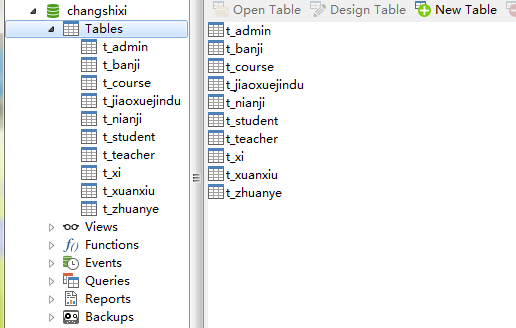 changshixi
Tables
t_admin
t_banji
t_course
t_jiaoxuejindu
t_nianji
t_student
t_teacher
t_xi
t_xuanxiu
t_zhuanye
Views
f() Functions
Events
Queries
Reports
Backups
Open Table Design Table New Table
t_admin
t_banji
t_course
t_jiaoxuejindu
t_nianji
t_student
t_teacher
t_xi
t_xuanxiu
t_zhuanye